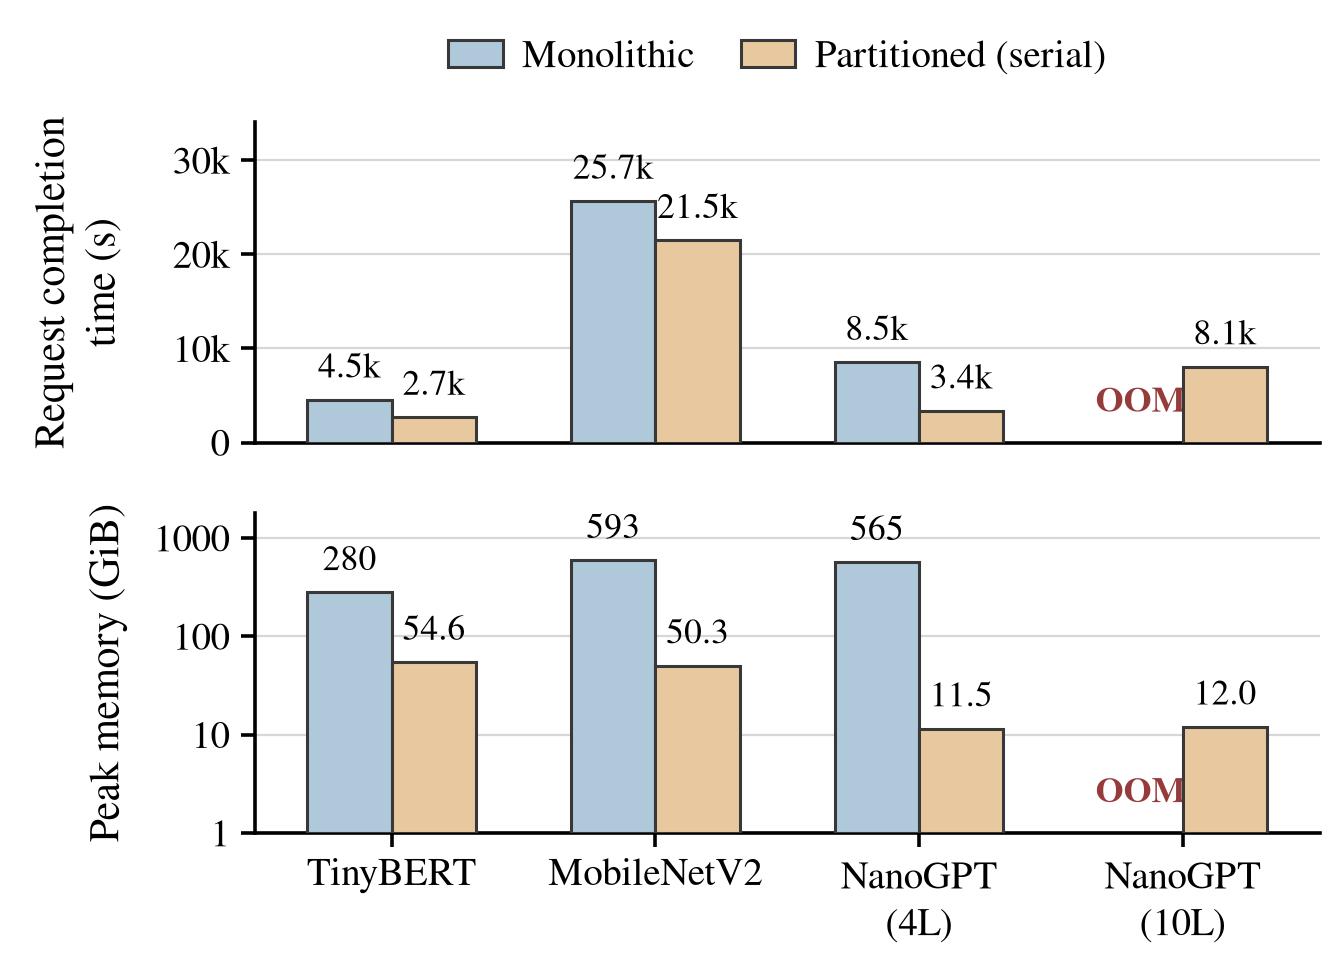 Monolithic
Partitioned (serial)
Request completion
time (s)
30k
20k
10k
0
25.7k
21.5k
4.5k
2.7k
8.5k
3.4k
OOM
8.1k
Peak memory (GiB)
1000
100
10
1
280
54.6
593
50.3
565
11.5
OOM
12.0
TinyBERT
MobileNetV2
NanoGPT
(4L)
NanoGPT
(10L)